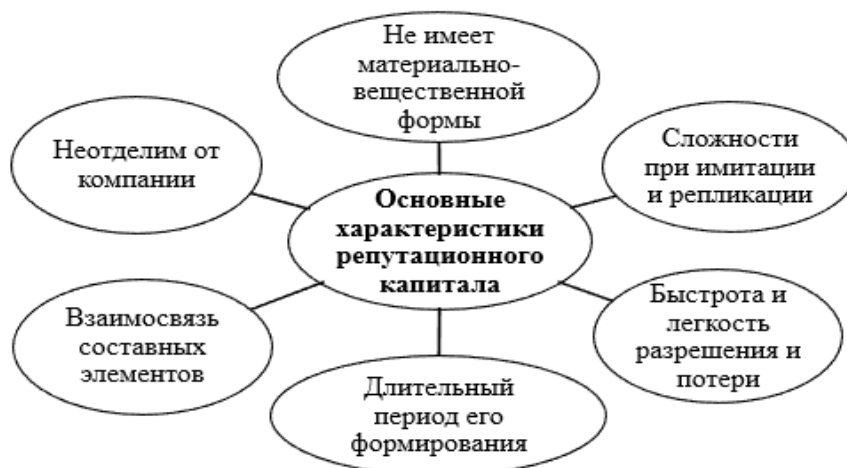 Не имеет
материально-
вещественной
формы
Неотделим от
компании
Сложности
при имитации
и репликации
Основные
характеристики
репутационного
капитала
Взаимосвязь
составных
элементов
Быстрота и
легкость
разрешения и
потери
Длительный
период его
формирования